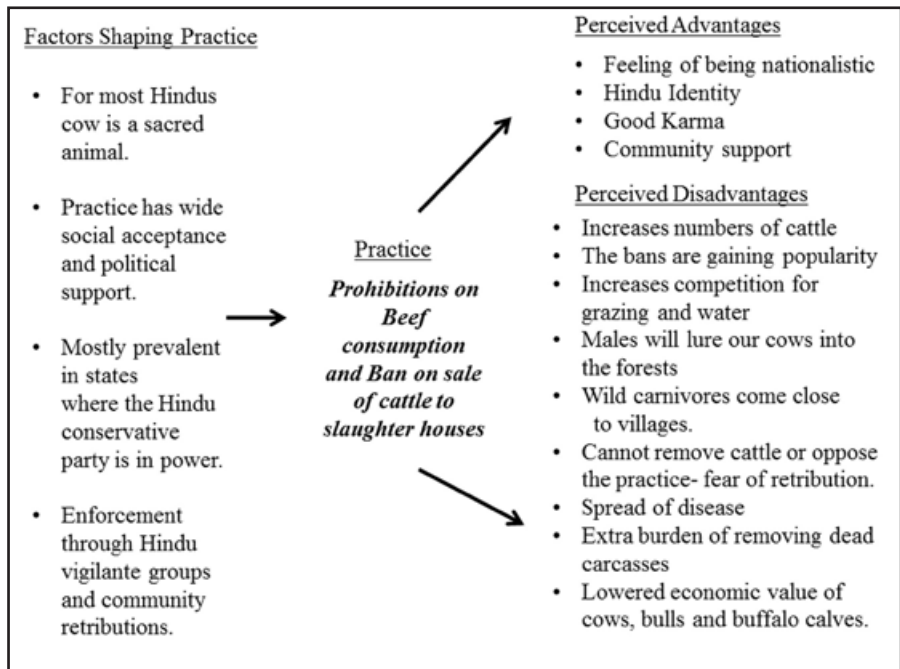 Factors Shaping Practice
• For most Hindus
cow is a sacred
animal.
• Practice has wide
social acceptance
and political
support.
• Mostly prevalent
in states
where the Hindu
conservative
party is in power.
• Enforcement
through Hindu
vigilante groups
and community
retributions.
Practice
Prohibitions on
Beef
consumption
and Ban on sale
of cattle to
slaughter houses
Perceived Advantages
• Feeling of being nationalistic
• Hindu Identity
• Good Karma
• Community support
Perceived Disadvantages
• Increases numbers of cattle
• The bans are gaining popularity
• Increases competition for
grazing and water
• Males will lure our cows into
the forests
• Wild carnivores come close
to villages.
• Cannot remove cattle or oppose
the practice- fear of retribution.
• Spread of disease
• Extra burden of removing dead
carcasses
• Lowered economic value of
cows, bulls and buffalo calves.